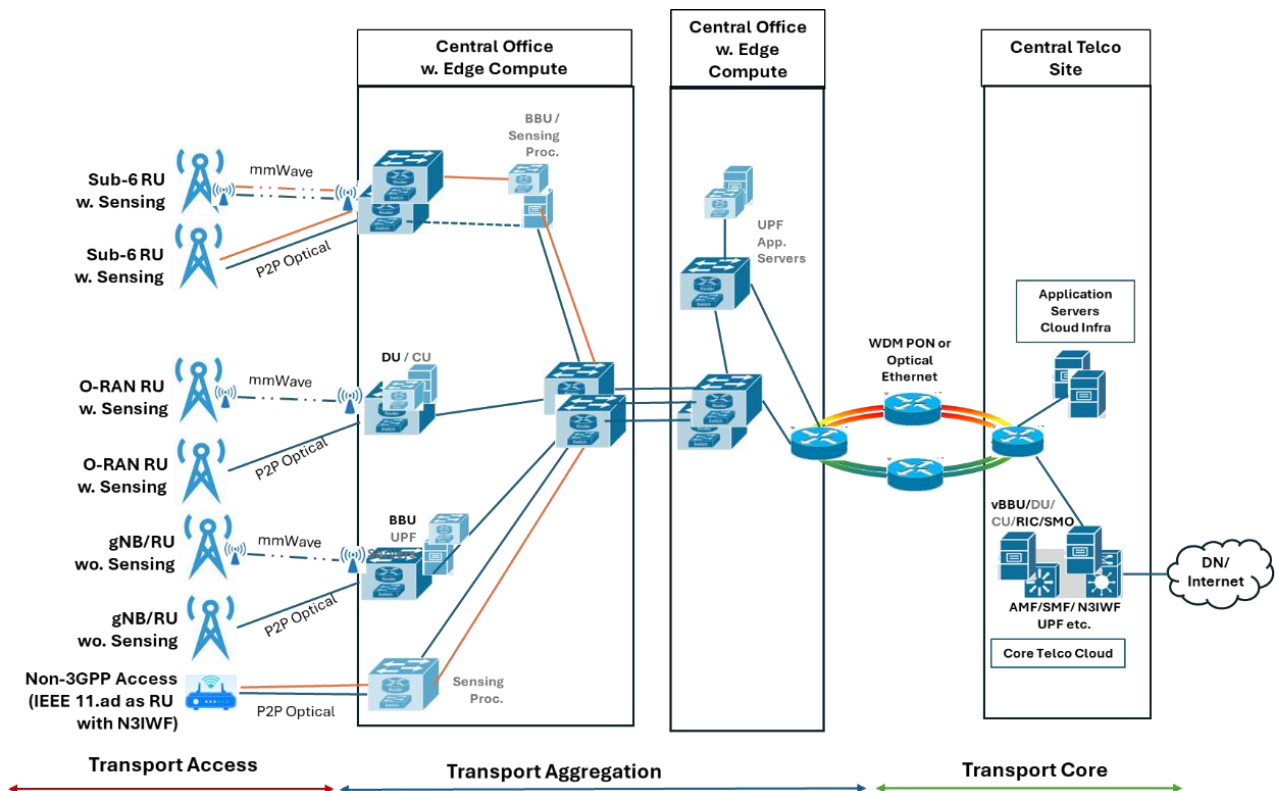 Central Office
w. Edge Compute
Central Office
w. Edge
Compute
Central Telco
Site
BBU /
Sensing
Proc.
Sub-6 RU
w. Sensing
mmWave
Sub-6 RU
w. Sensing
P2P Optical
UPF
App.
Servers
Application
Servers
Cloud Infra
WDM PON or
Optical
Ethernet
DU / CU
O-RAN RU
w. Sensing
mmWave
O-RAN RU
w. Sensing
P2P Optical
BBU
UPF
gNB/RU
wo. Sensing
mmWave
gNB/RU
wo. Sensing
P2P Optical
vBBU/DU/
CU/RIC/SMO
AMF/SMF/ N3IWF
UPF etc.
Core Telco Cloud
DN/
Internet
Non-3GPP Access
(IEEE 11.ad as RU
with N3IWF)
P2P Optical
Sensing
Proc.
Transport Access
Transport Aggregation
Transport Core